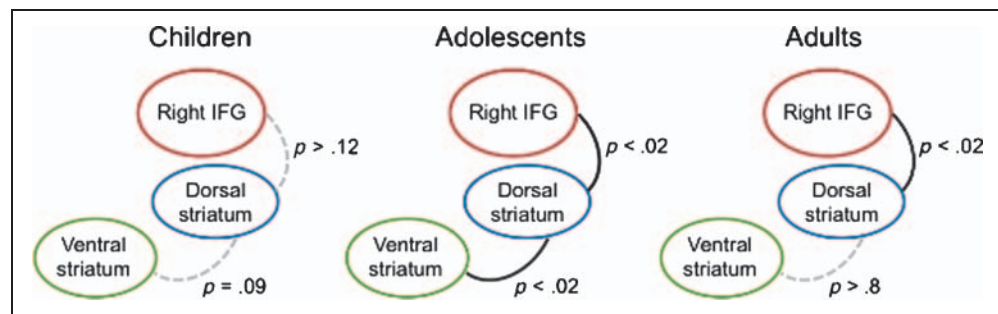 Children
Right IFG
p > .12
Dorsal
striatum
Ventral
striatum
p = .09
Adolescents
Right IFG
p < .02
Dorsal
striatum
Ventral
striatum
p < .02
Adults
Right IFG
p < .02
Dorsal
striatum
Ventral
striatum
p > .8